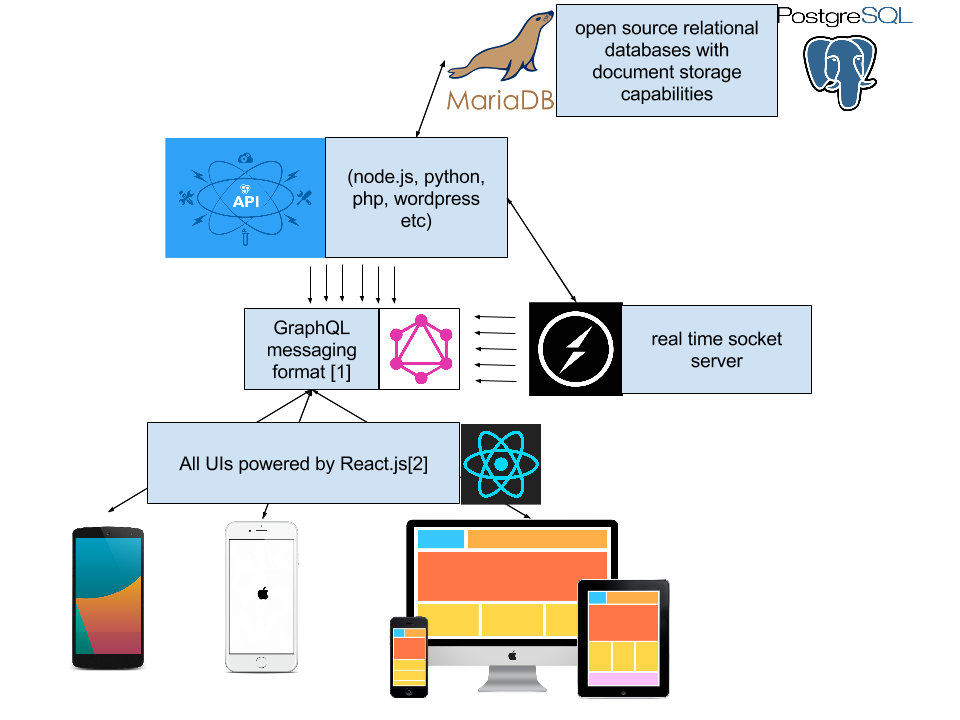 PostgreSQL
open source relational
databases with
document storage
capabilities
MariaDB
API
(node.js, python,
php, wordpress
etc)
GraphQL
messaging
format [1]
real time socket
server
All UIs powered by React.js[2]